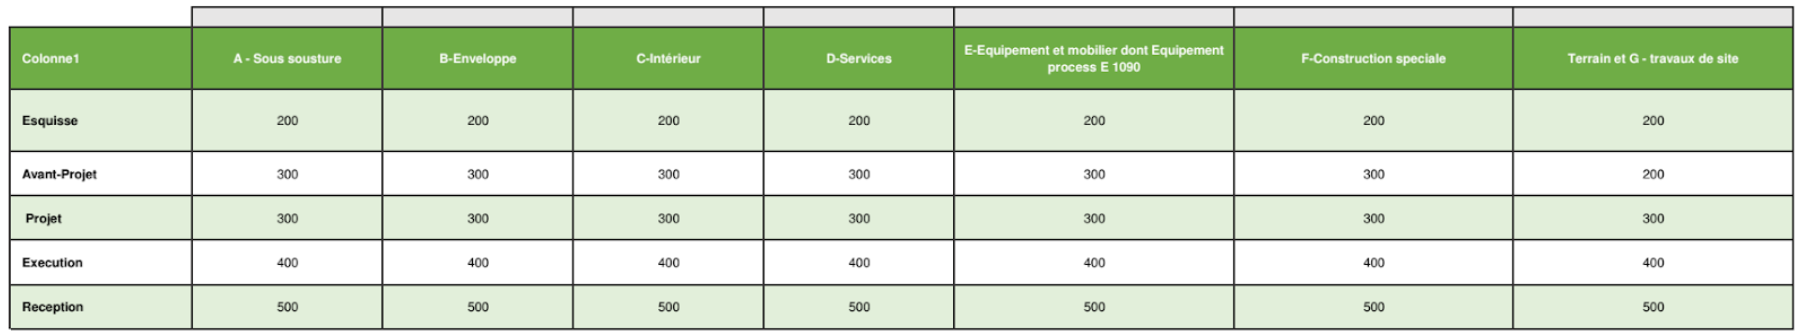 Colonne1 A - Sous sousture B-Enveloppe C-Intérieur D-Services E-Equipement et mobilier dont Equipement process E 1090 F-Construction speciale Terrain et G - travaux de site
Esquisse 200 200 200 200 200 200 200
Avant-Projet 300 300 300 300 300 300 200
Projet 300 300 300 300 300 300 300
Execution 400 400 400 400 400 400 400
Reception 500 500 500 500 500 500 500